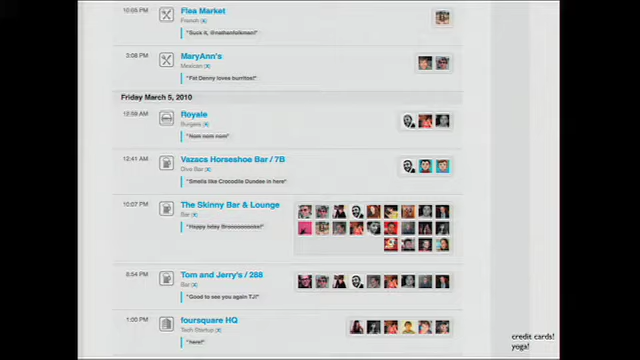 10:05 PM
Flea Market
French (x)
"Suck it, @nathanfolkman!"
3:08 PM
MaryAnn's
Mexican (x)
"Fat Denny loves burritos!"
Friday March 5, 2010
12:58 AM
Royale
Burgers (x)
"Nom nom nom"
12:41 AM
Vazacs Horseshoe Bar / 7B
Dive Bar (x)
"Smells like Crocodile Dundee in here"
10:07 PM
The Skinny Bar & Lounge
Bar (x)
8:54 PM
Tom and Jerry's / 288
Bar (x)
"Good to see you again TJ!"
1:00 PM
foursquare HQ
Tech Startup (x)
"here!"
credit cards!
yoga!